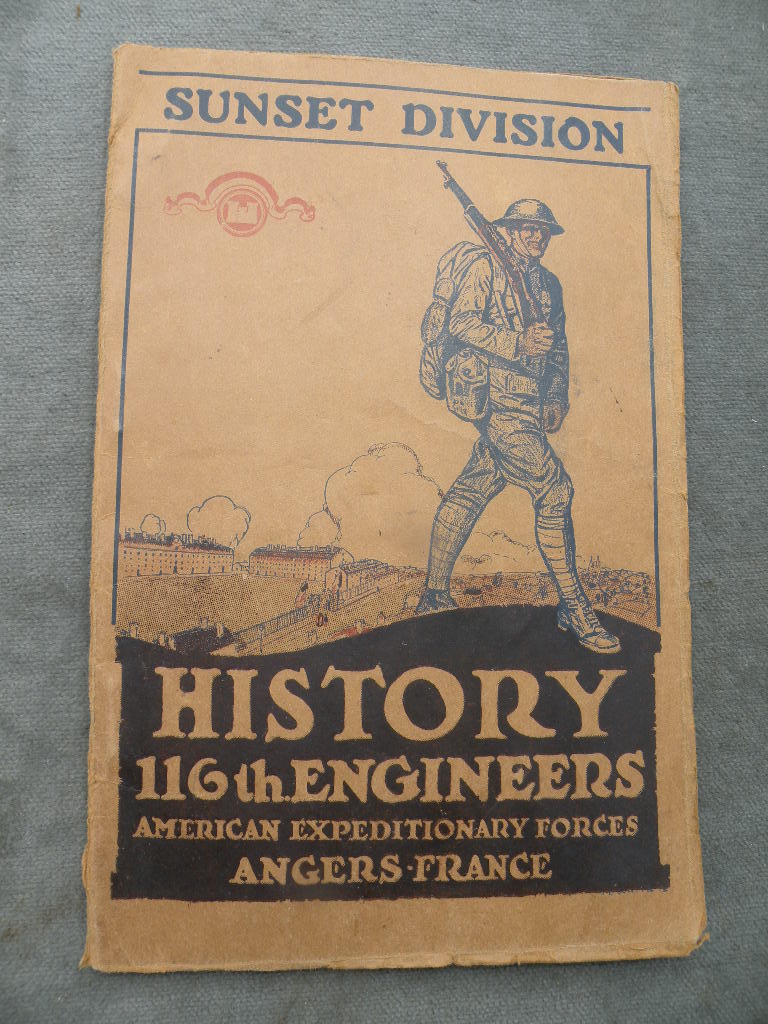 SUNSET DIVISION
HISTORY
116th. ENGINEERS
AMERICAN EXPEDITIONARY FORCES
ANGERS-FRANCE